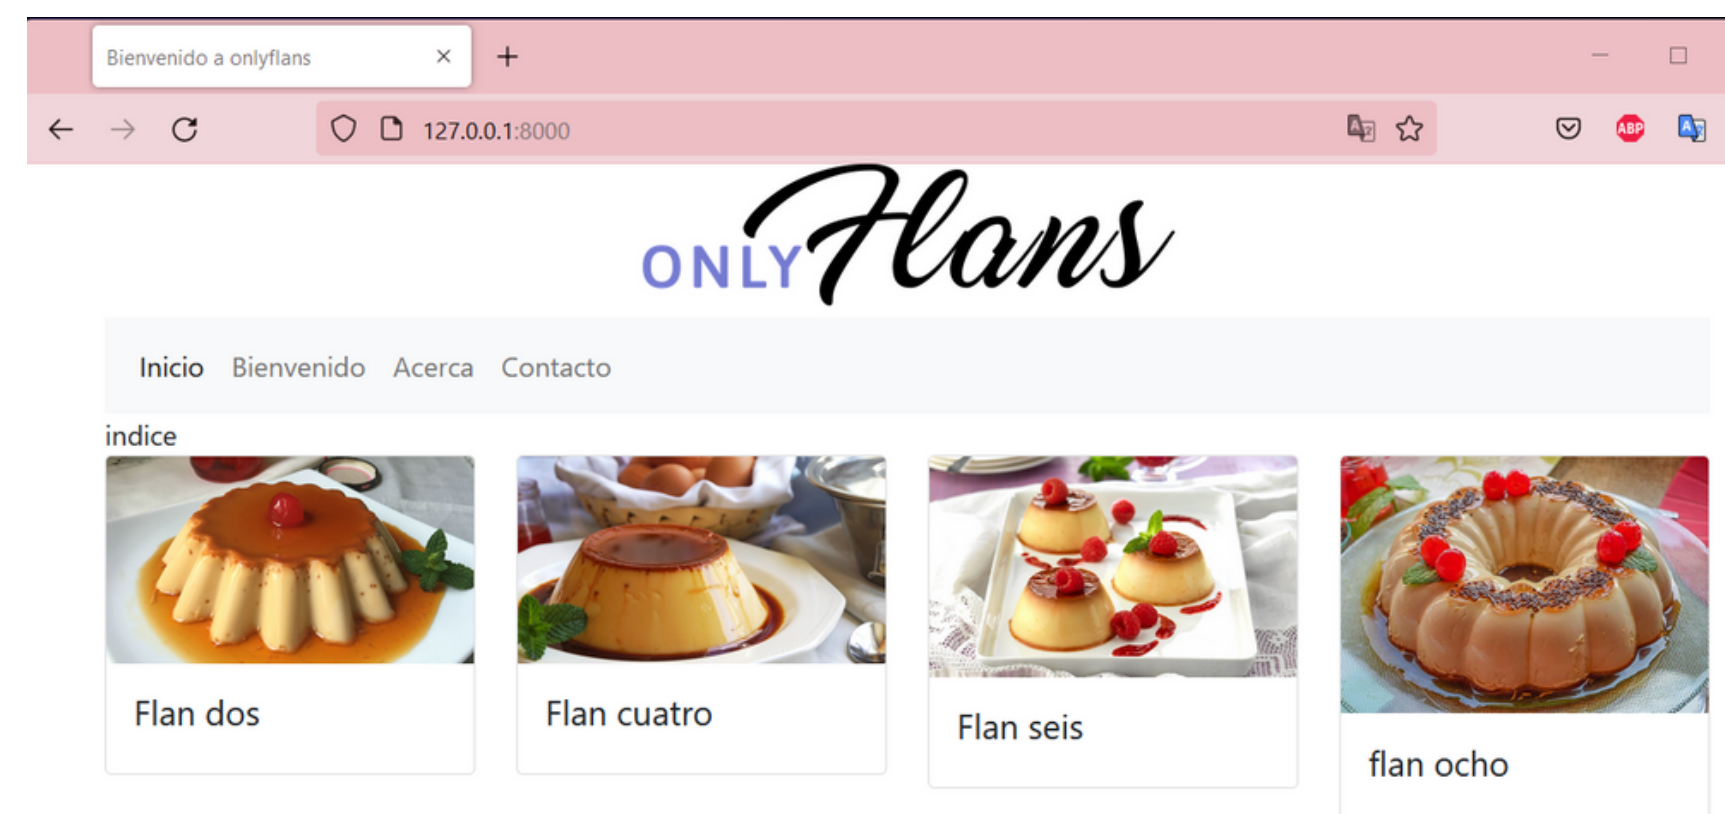 Bienvenido a onlyflans
127.0.0.1:8000
ABP
ONLY Flans
Inicio Bienvenido Acerca Contacto
indice
Flan dos
Flan cuatro
Flan seis
flan ocho